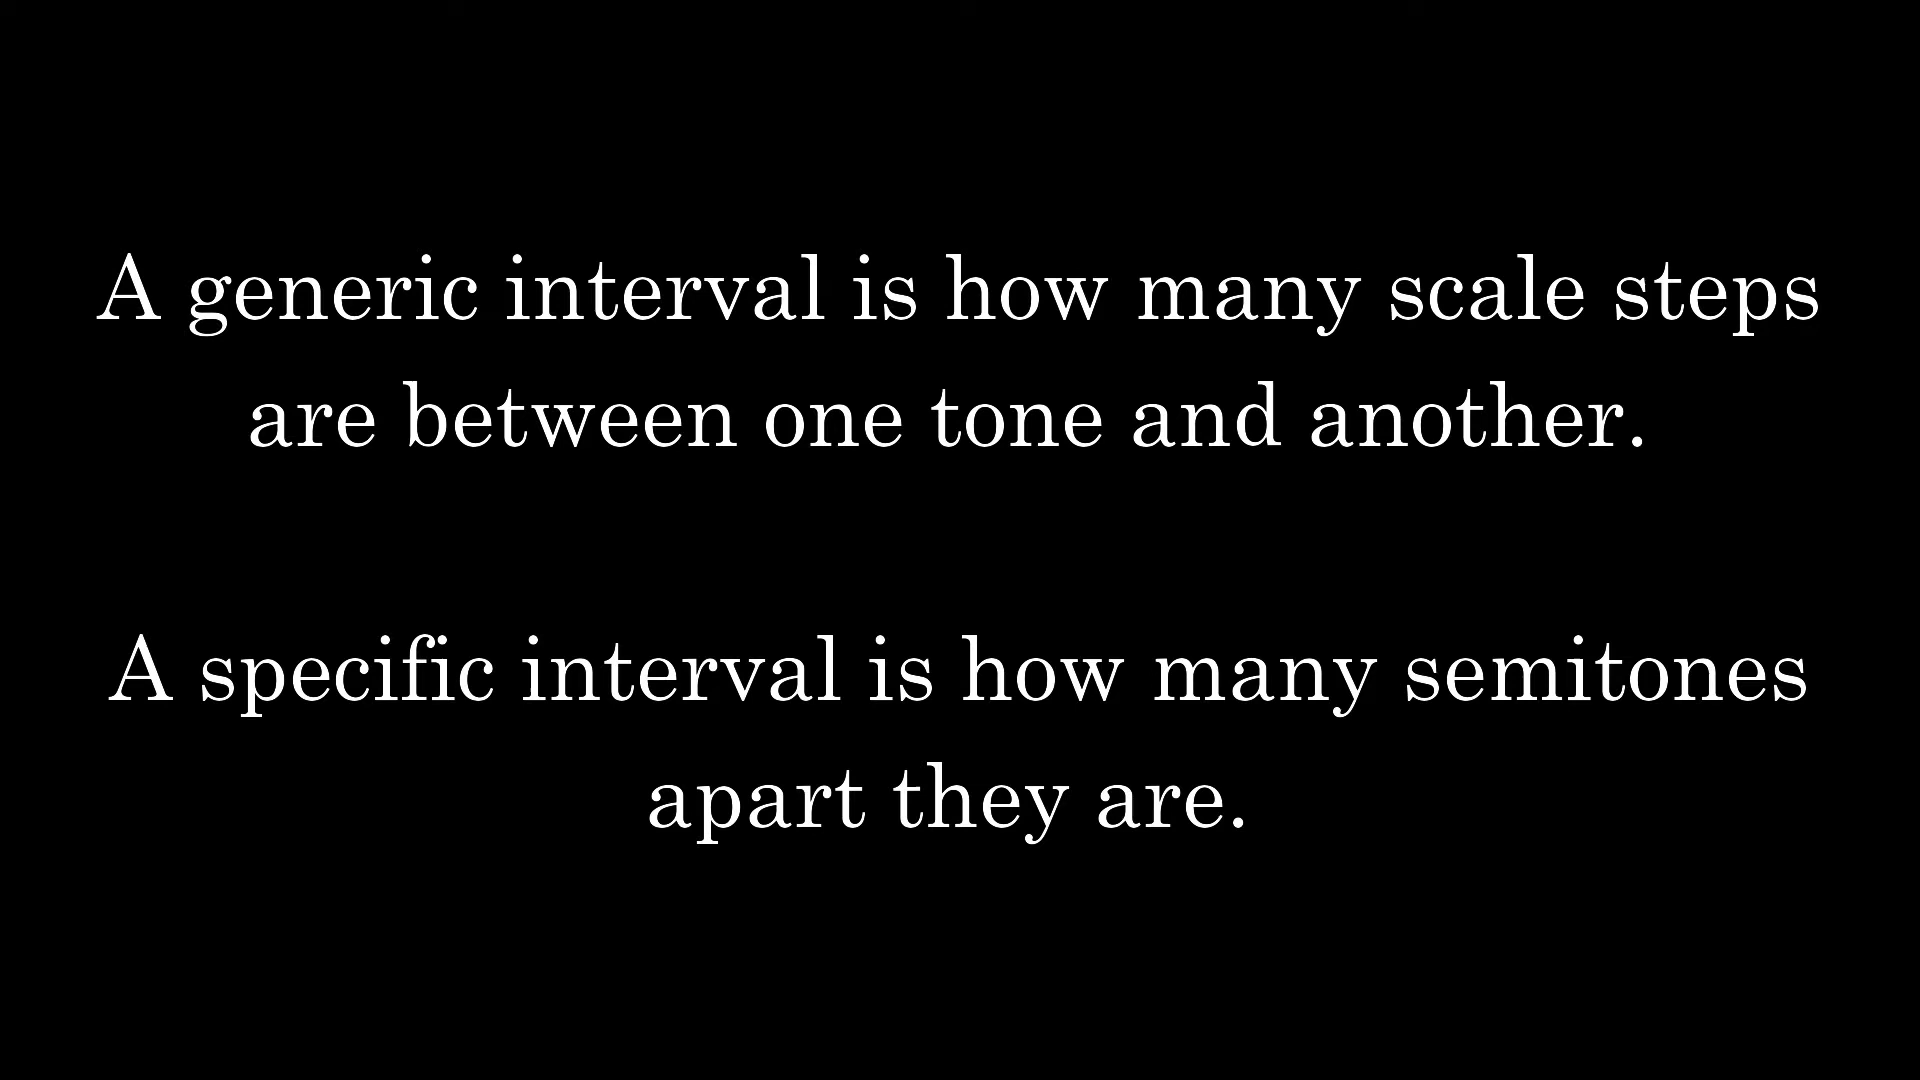 A generic interval is how many scale steps
are between one tone and another.
A specific interval is how many semitones
apart they are.